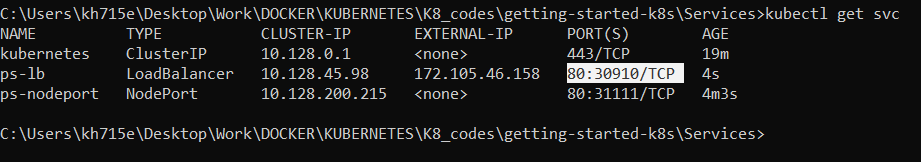 C:\Users\kh715e\Desktop\Work\DOCKER\KUBERNETES\K8_codes\getting-started-k8s\Services>kubectl get svc
NAME TYPE CLUSTER-IP EXTERNAL-IP PORT(S) AGE
kubernetes ClusterIP 10.128.0.1 <none> 443/TCP 19m
ps-lb LoadBalancer 10.128.45.98 172.105.46.158 80:30910/TCP 4s
ps-nodeport NodePort 10.128.200.215 <none> 80:31111/TCP 4m3s
C:\Users\kh715e\Desktop\Work\DOCKER\KUBERNETES\K8_codes\getting-started-k8s\Services>